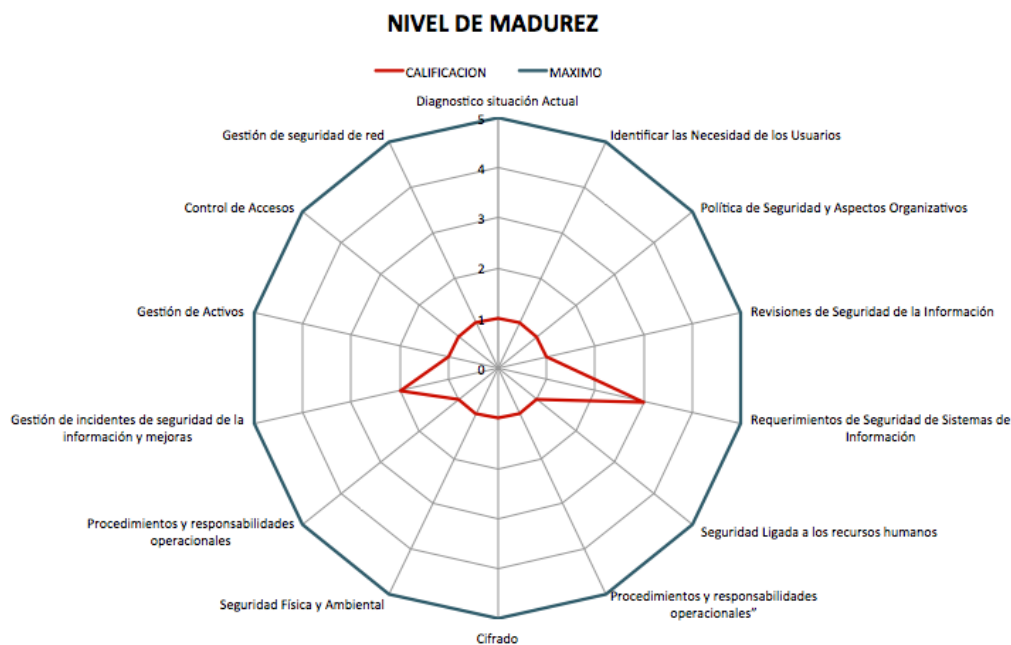 NIVEL DE MADUREZ
CALIFICACION
MAXIMO
Diagnostico situación Actual
Identificar las Necesidad de los Usuarios
Política de Seguridad y Aspectos Organizativos
Revisiones de Seguridad de la Información
Requerimientos de Seguridad de Sistemas de
Información
Seguridad Ligada a los recursos humanos
Procedimientos y responsabilidades
operacionales”
Cifrado
Seguridad Física y Ambiental
Procedimientos y responsabilidades
operacionales
Gestión de incidentes de seguridad de la
información y mejoras
Gestión de Activos
Control de Accesos
Gestión de seguridad de red
5
4
3
2
1
0